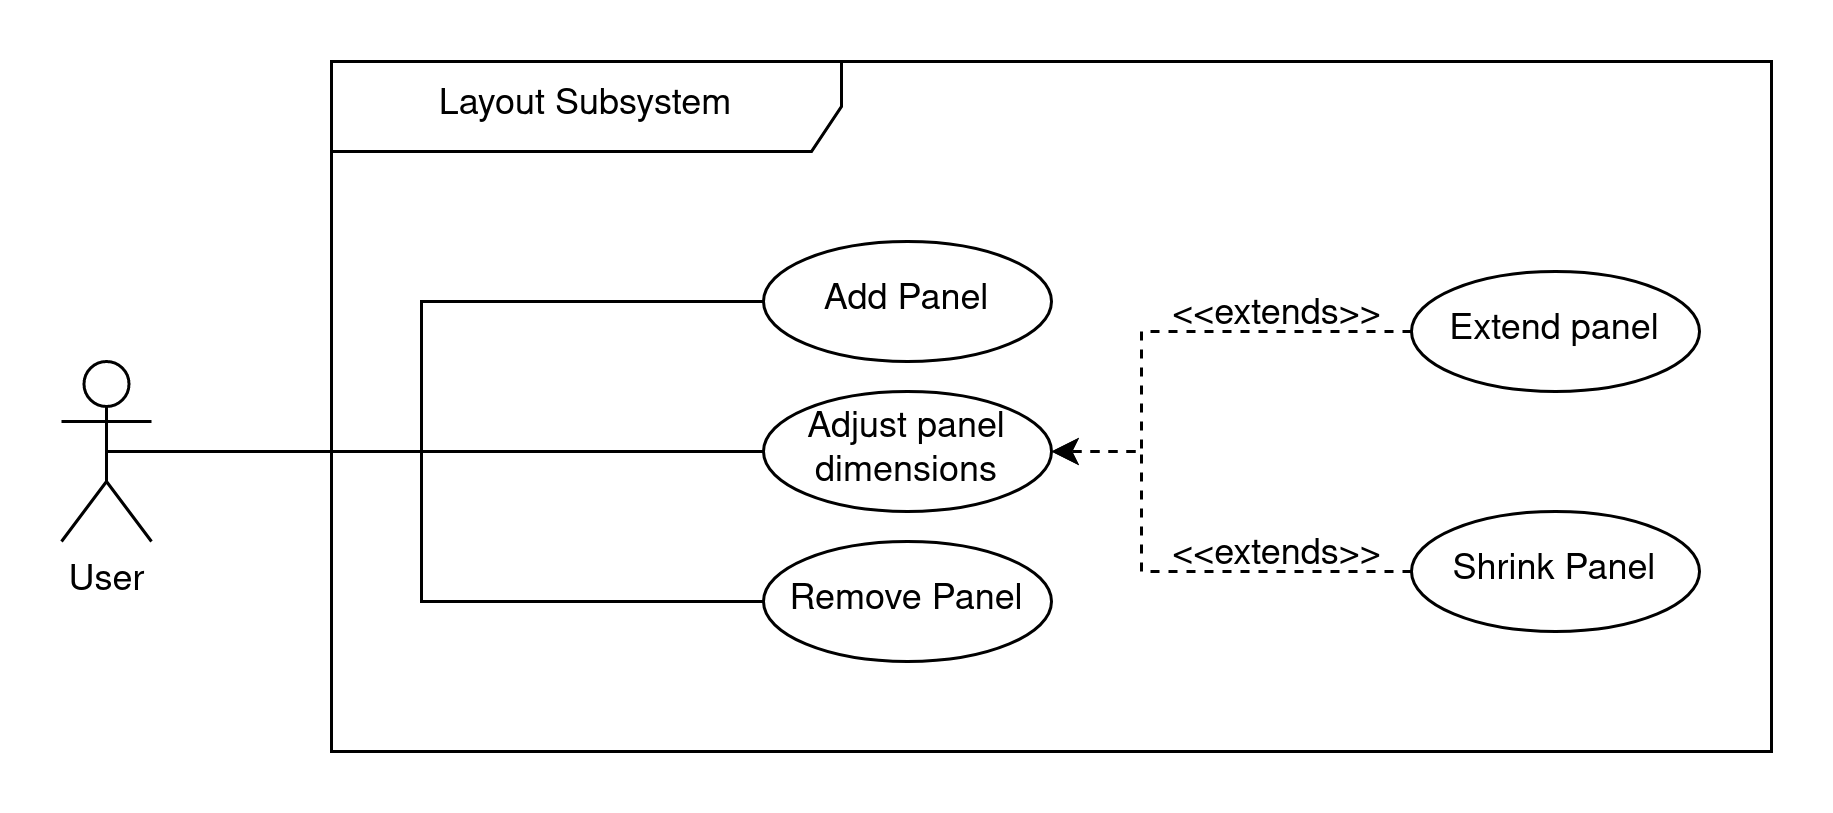 Layout Subsystem
Add Panel
<<extends>>
Extend panel
Adjust panel
dimensions
User
<<extends>>
Shrink Panel
Remove Panel